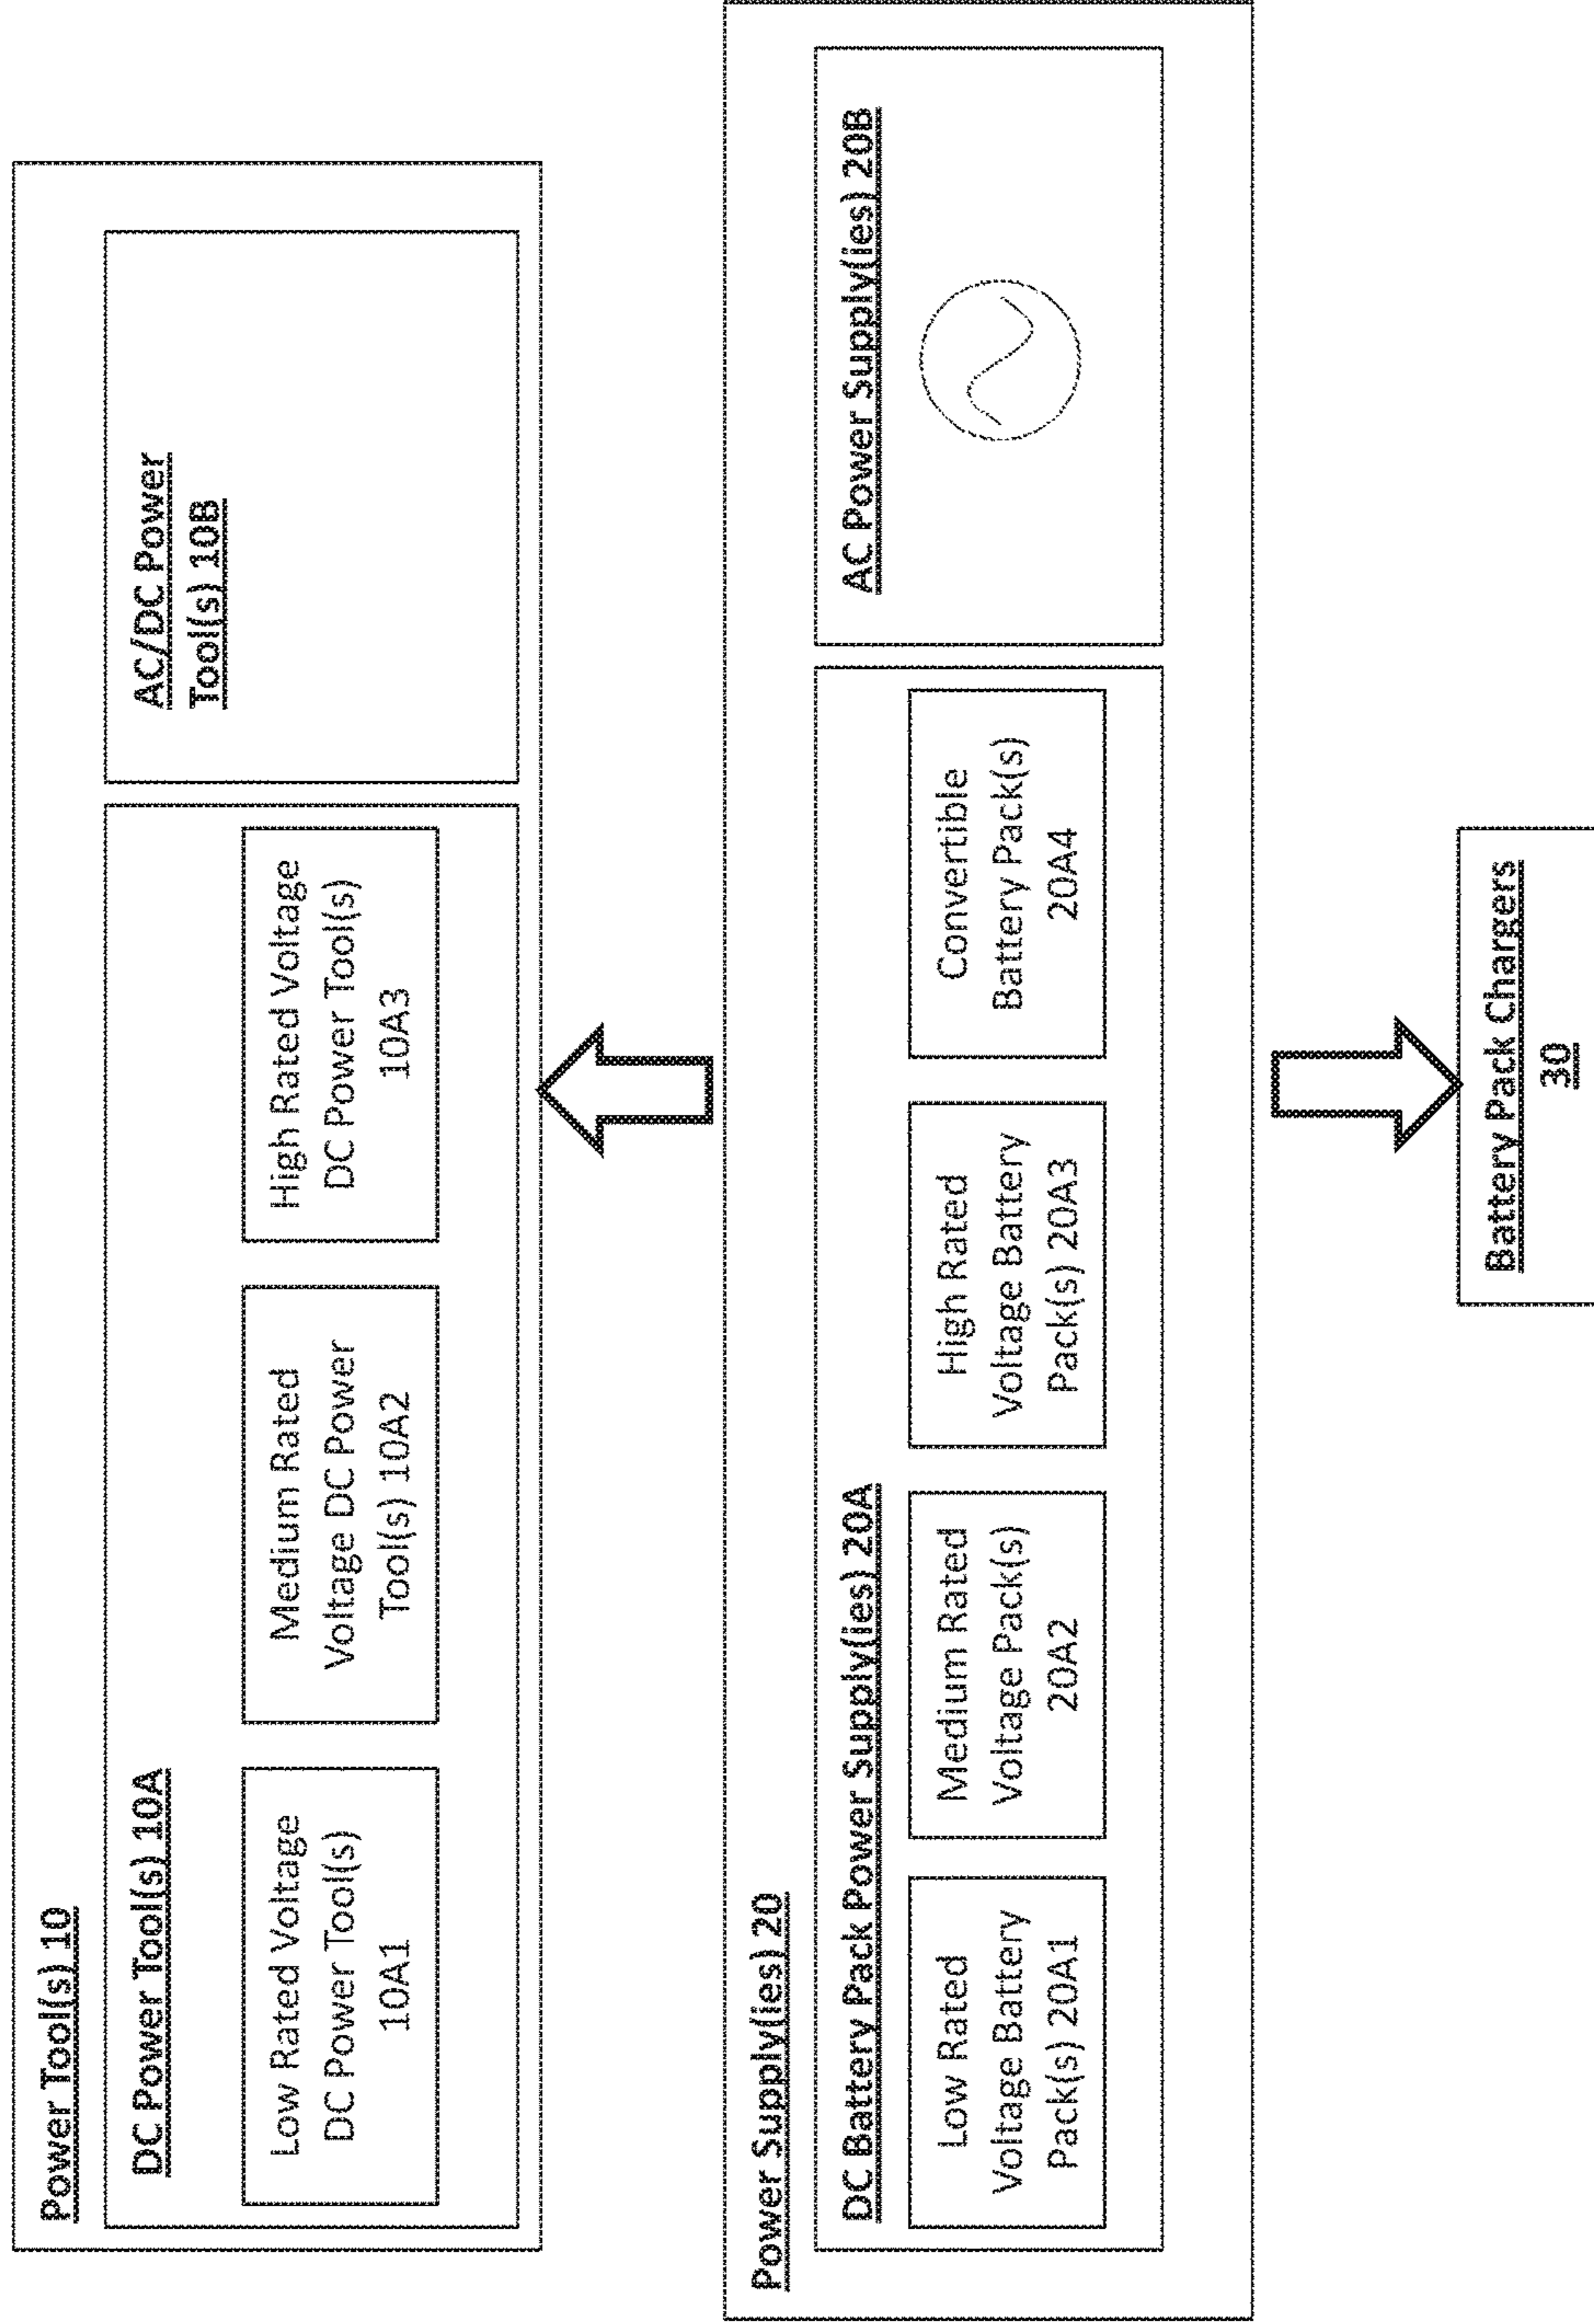 Power Tool(s) 10
DC Power Tool(s) 10A
Low Rated Voltage
DC Power Tool(s)
10A1
Medium Rated
Voltage DC Power
Tool(s) 10A2
High Rated Voltage
DC Power Tool(s)
10A3
AC/DC Power
Tool(s) 10B
Power Supply(ies) 20
DC Battery Pack Power Supply(ies) 20A
Low Rated
Voltage Battery
Pack(s) 20A1
Medium Rated
Voltage Pack(s)
20A2
High Rated
Voltage Battery
Pack(s) 20A3
Convertible
Battery Pack(s)
20A4
AC Power Supply(ies) 20B
Battery Pack Chargers
30